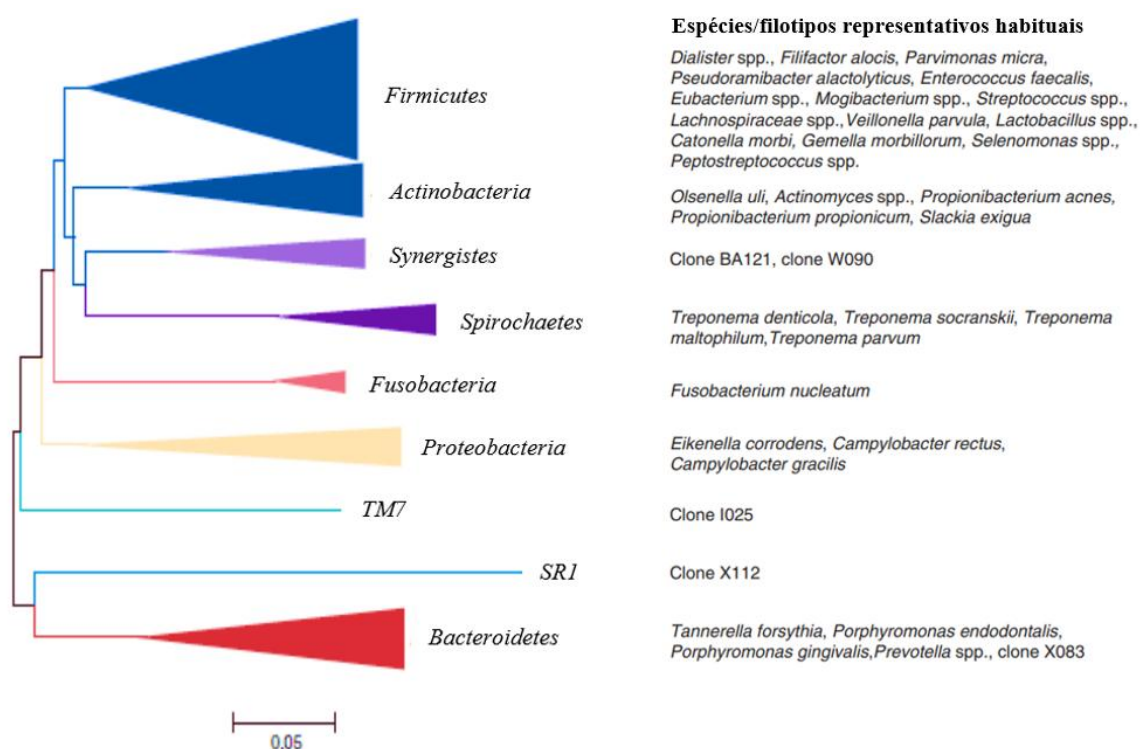 Espécies/filotipos representativos habituais
Firmicutes
Dialister spp., Filifactor alocis, Parvimonas micra,
Pseudoramibacter alactolyticus, Enterococcus faecalis,
Eubacterium spp., Mogibacterium spp., Streptococcus spp.,
Lachnospiraceae spp.,Veillonella parvula, Lactobacillus spp.,
Catonella morbi, Gemella morbillorum, Selenomonas spp.,
Peptostreptococcus spp.
Actinobacteria
Olsenella uli, Actinomyces spp., Propionibacterium acnes,
Propionibacterium propionicum, Slackia exigua
Synergistes
Clone BA121, clone W090
Spirochaetes
Treponema denticola, Treponema socranskii, Treponema
maltophilum,Treponema parvum
Fusobacteria
Fusobacterium nucleatum
Proteobacteria
Eikenella corrodens, Campylobacter rectus,
Campylobacter gracilis
TM7
Clone I025
SR1
Clone X112
Bacteroidetes
Tannerella forsythia, Porphyromonas endodontalis,
Porphyromonas gingivalis,Prevotella spp., clone X083
0.05